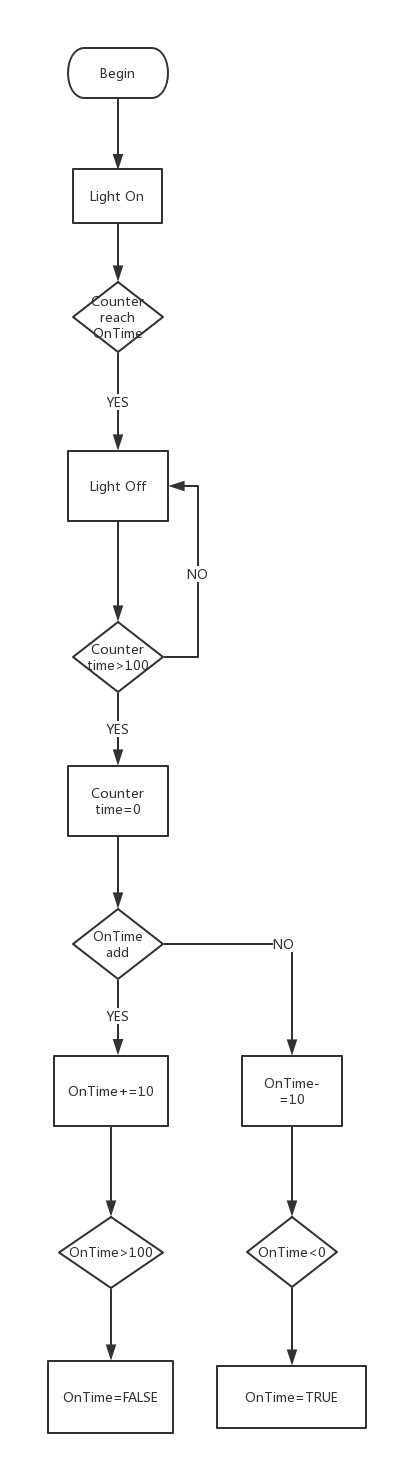 Begin
Light On
Counter
reach
OnTime
YES
Light Off
NO
Counter
time>100
YES
Counter
time=0
OnTime
add
NO
YES
OnTime+=10
OnTime-
=10
OnTime>100
OnTime<0
OnTime=FALSE
OnTime=TRUE